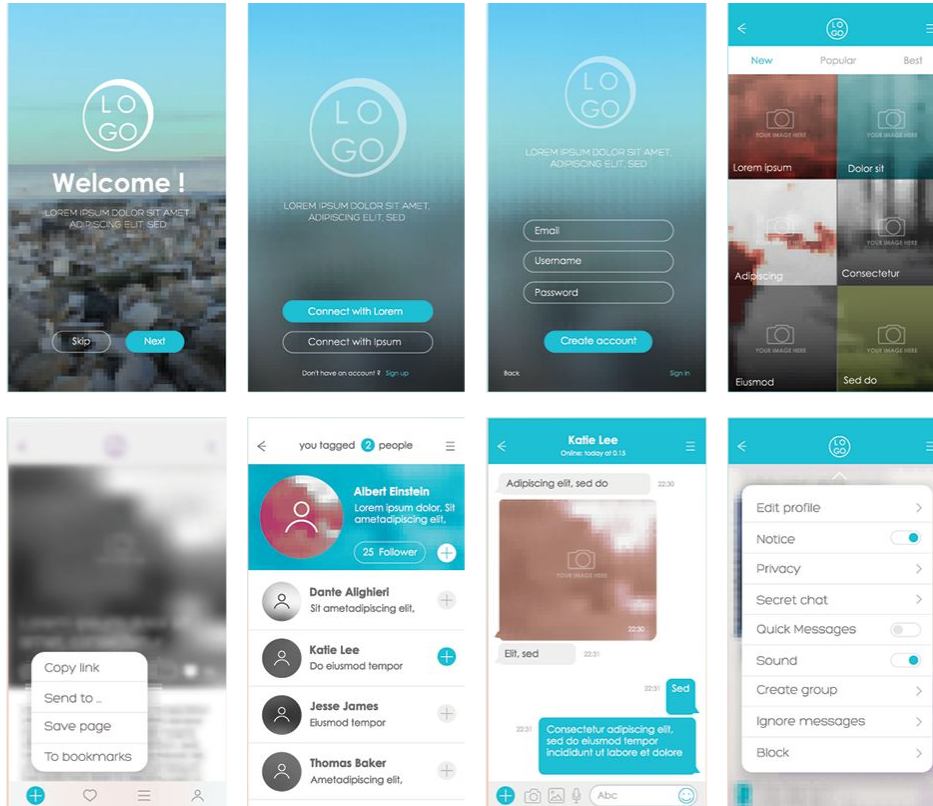 LO
GO
Welcome !
LOREM IPSUM DOLOR SIT AMET,
ADIPISCING ELIT, SED
Skip
Next
LO
GO
LOREM IPSUM DOLOR SIT AMET,
ADIPISCING ELIT, SED
Connect with Lorem
Connect with Ipsum
Don't have an account ? Sign up
LO
GO
LOREM IPSUM DOLOR SIT AMET,
ADIPISCING ELIT, SED
Email
Username
Password
Create account
Back
Sign in
LO
GO
New
Popular
Best
YOUR IMAGE HERE
Lorem ipsum
YOUR IMAGE HERE
Dolor sit
YOUR IMAGE HERE
Adipiscing
YOUR IMAGE HERE
Consectetur
YOUR IMAGE HERE
Eiusmod
YOUR IMAGE HERE
Sed do
Copy link
Send to ..
Save page
To bookmarks
you tagged 2 people
Albert Einstein
Lorem ipsum dolor, Sit
ametadipiscing elit,
25 Follower
Dante Alighieri
Sit ametadipiscing elit,
Katie Lee
Do eiusmod tempor
Jesse James
Eiusmod tempor
Thomas Baker
Ametadipiscing elit,
Katie Lee
Online: today at 0.15
Adipiscing elit, sed do
22:30
YOUR IMAGE HERE
22:30
Elit, sed
22:31
22:31
Sed
22:31
Consectetur adipiscing elit,
sed do eiusmod tempor
incididunt ut labore et dolore
Abc
LO
GO
Edit profile
Notice
Privacy
Secret chat
Quick Messages
Sound
Create group
Ignore messages
Block